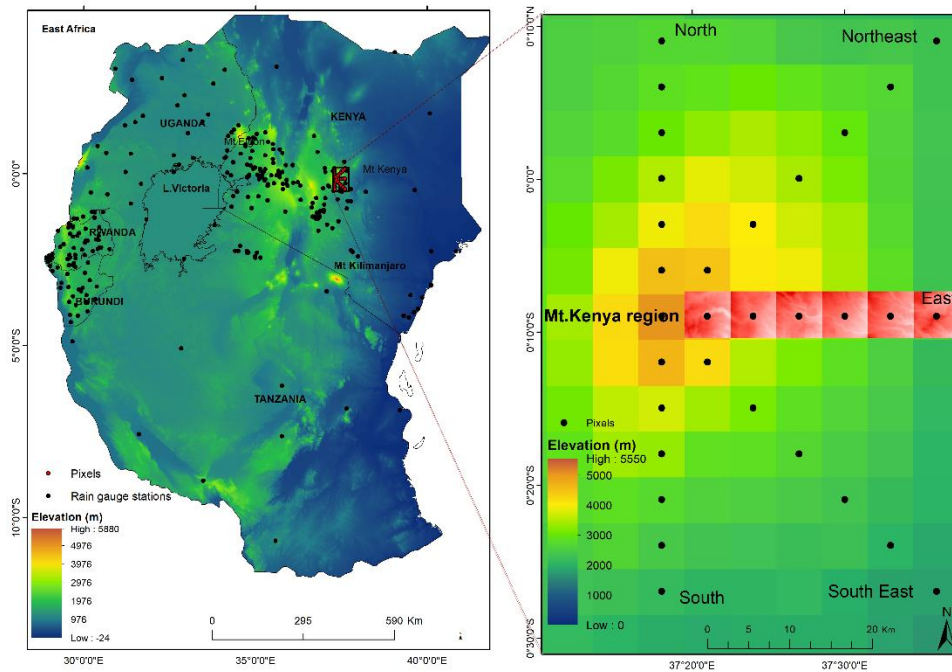 East Africa
UGANDA
KENYA
Mt Elgon
Mt Kenya
L.Victoria
RWANDA
Mt Kilimanjaro
BURUNDI
TANZANIA
Pixels
Rain gauge stations
Elevation (m)
High : 5880
4976
3976
2976
1976
976
Low : -24
0 295 590 Km
0°0'0"
5°0'0"S
10°0'0"S
30°0'0"E 35°0'0"E 40°0'0"E
North
Northeast
East
Mt.Kenya region
Pixels
Elevation (m)
High : 5550
5000
4000
3000
2000
1000
Low : 0
South
South East
N
0 5 10 20 Km
0°10'0"N
0°0'0"
0°10'0"S
0°20'0"S
0°30'0"S
37°20'0"E 37°30'0"E